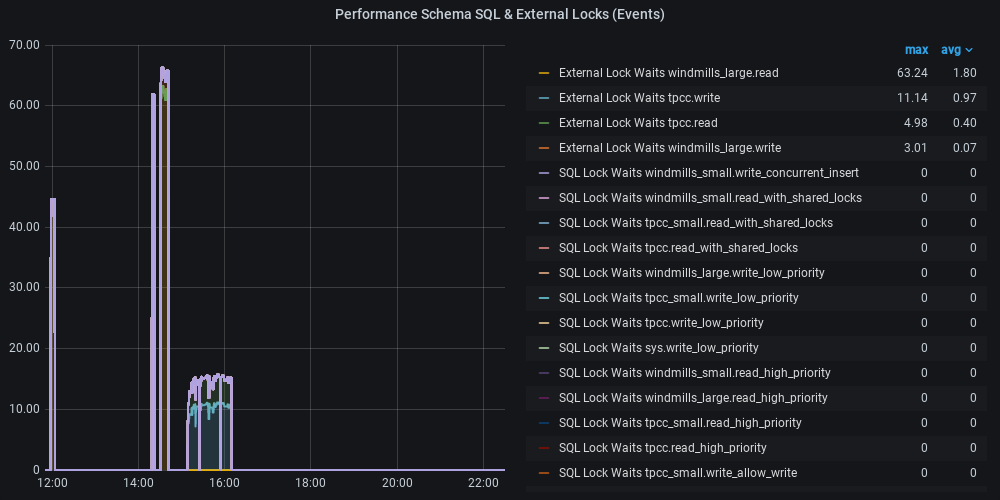 Performance Schema SQL & External Locks (Events)
70.00
60.00
50.00
40.00
30.00
20.00
10.00
0
12:00 14:00 16:00 18:00 20:00 22:00
max avg
External Lock Waits windmills_large.read 63.24 1.80
External Lock Waits tpcc.write 11.14 0.97
External Lock Waits tpcc.read 4.98 0.40
External Lock Waits windmills_large.write 3.01 0.07
SQL Lock Waits windmills_small.write_concurrent_insert 0 0
SQL Lock Waits windmills_small.read_with_shared_locks 0 0
SQL Lock Waits tpcc_small.read_with_shared_locks 0 0
SQL Lock Waits tpcc.read_with_shared_locks 0 0
SQL Lock Waits windmills_large.write_low_priority 0 0
SQL Lock Waits tpcc_small.write_low_priority 0 0
SQL Lock Waits tpcc.write_low_priority 0 0
SQL Lock Waits sys.write_low_priority 0 0
SQL Lock Waits windmills_small.read_high_priority 0 0
SQL Lock Waits windmills_large.read_high_priority 0 0
SQL Lock Waits tpcc_small.read_high_priority 0 0
SQL Lock Waits tpcc.read_high_priority 0 0
SQL Lock Waits tpcc_small.write_allow_write 0 0